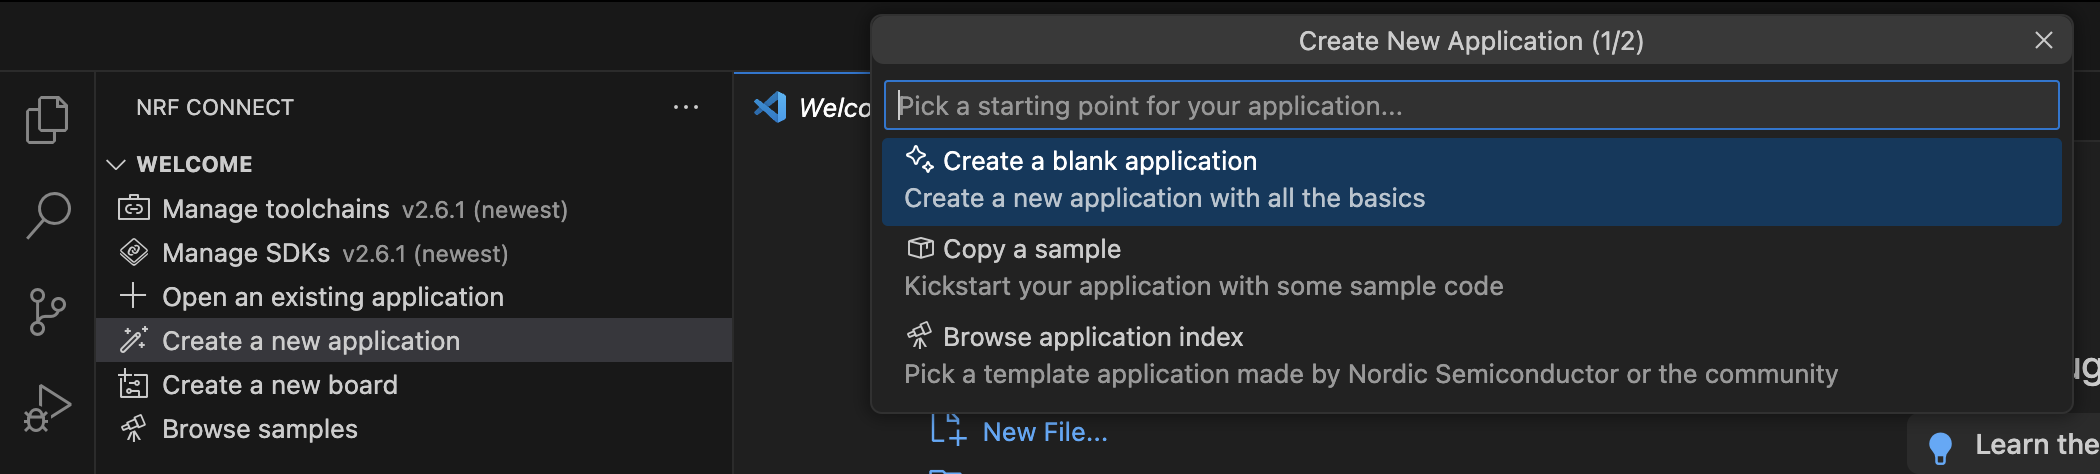 Create New Application (1/2)
NRF CONNECT
Pick a starting point for your application...
WELCOME
Create a blank application
Create a new application with all the basics
Manage toolchains v2.6.1 (newest)
Manage SDKs v2.6.1 (newest)
Copy a sample
Kickstart your application with some sample code
Open an existing application
Create a new application
Browse application index
Pick a template application made by Nordic Semiconductor or the community
Create a new board
Browse samples
New File...
Learn the